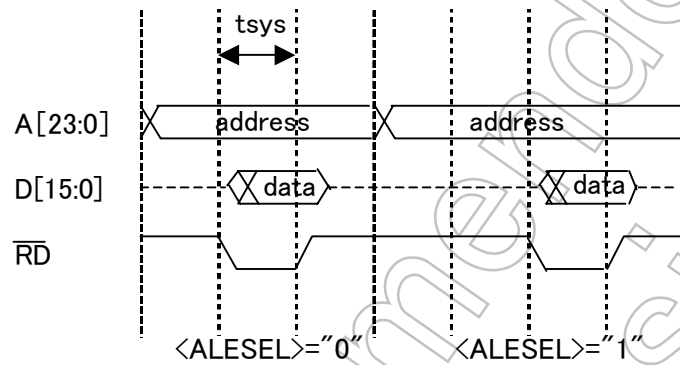 tsys
A[23:0] address address
D[15:0] data data
RD
<ALESEL>="0" <ALESEL>="1"